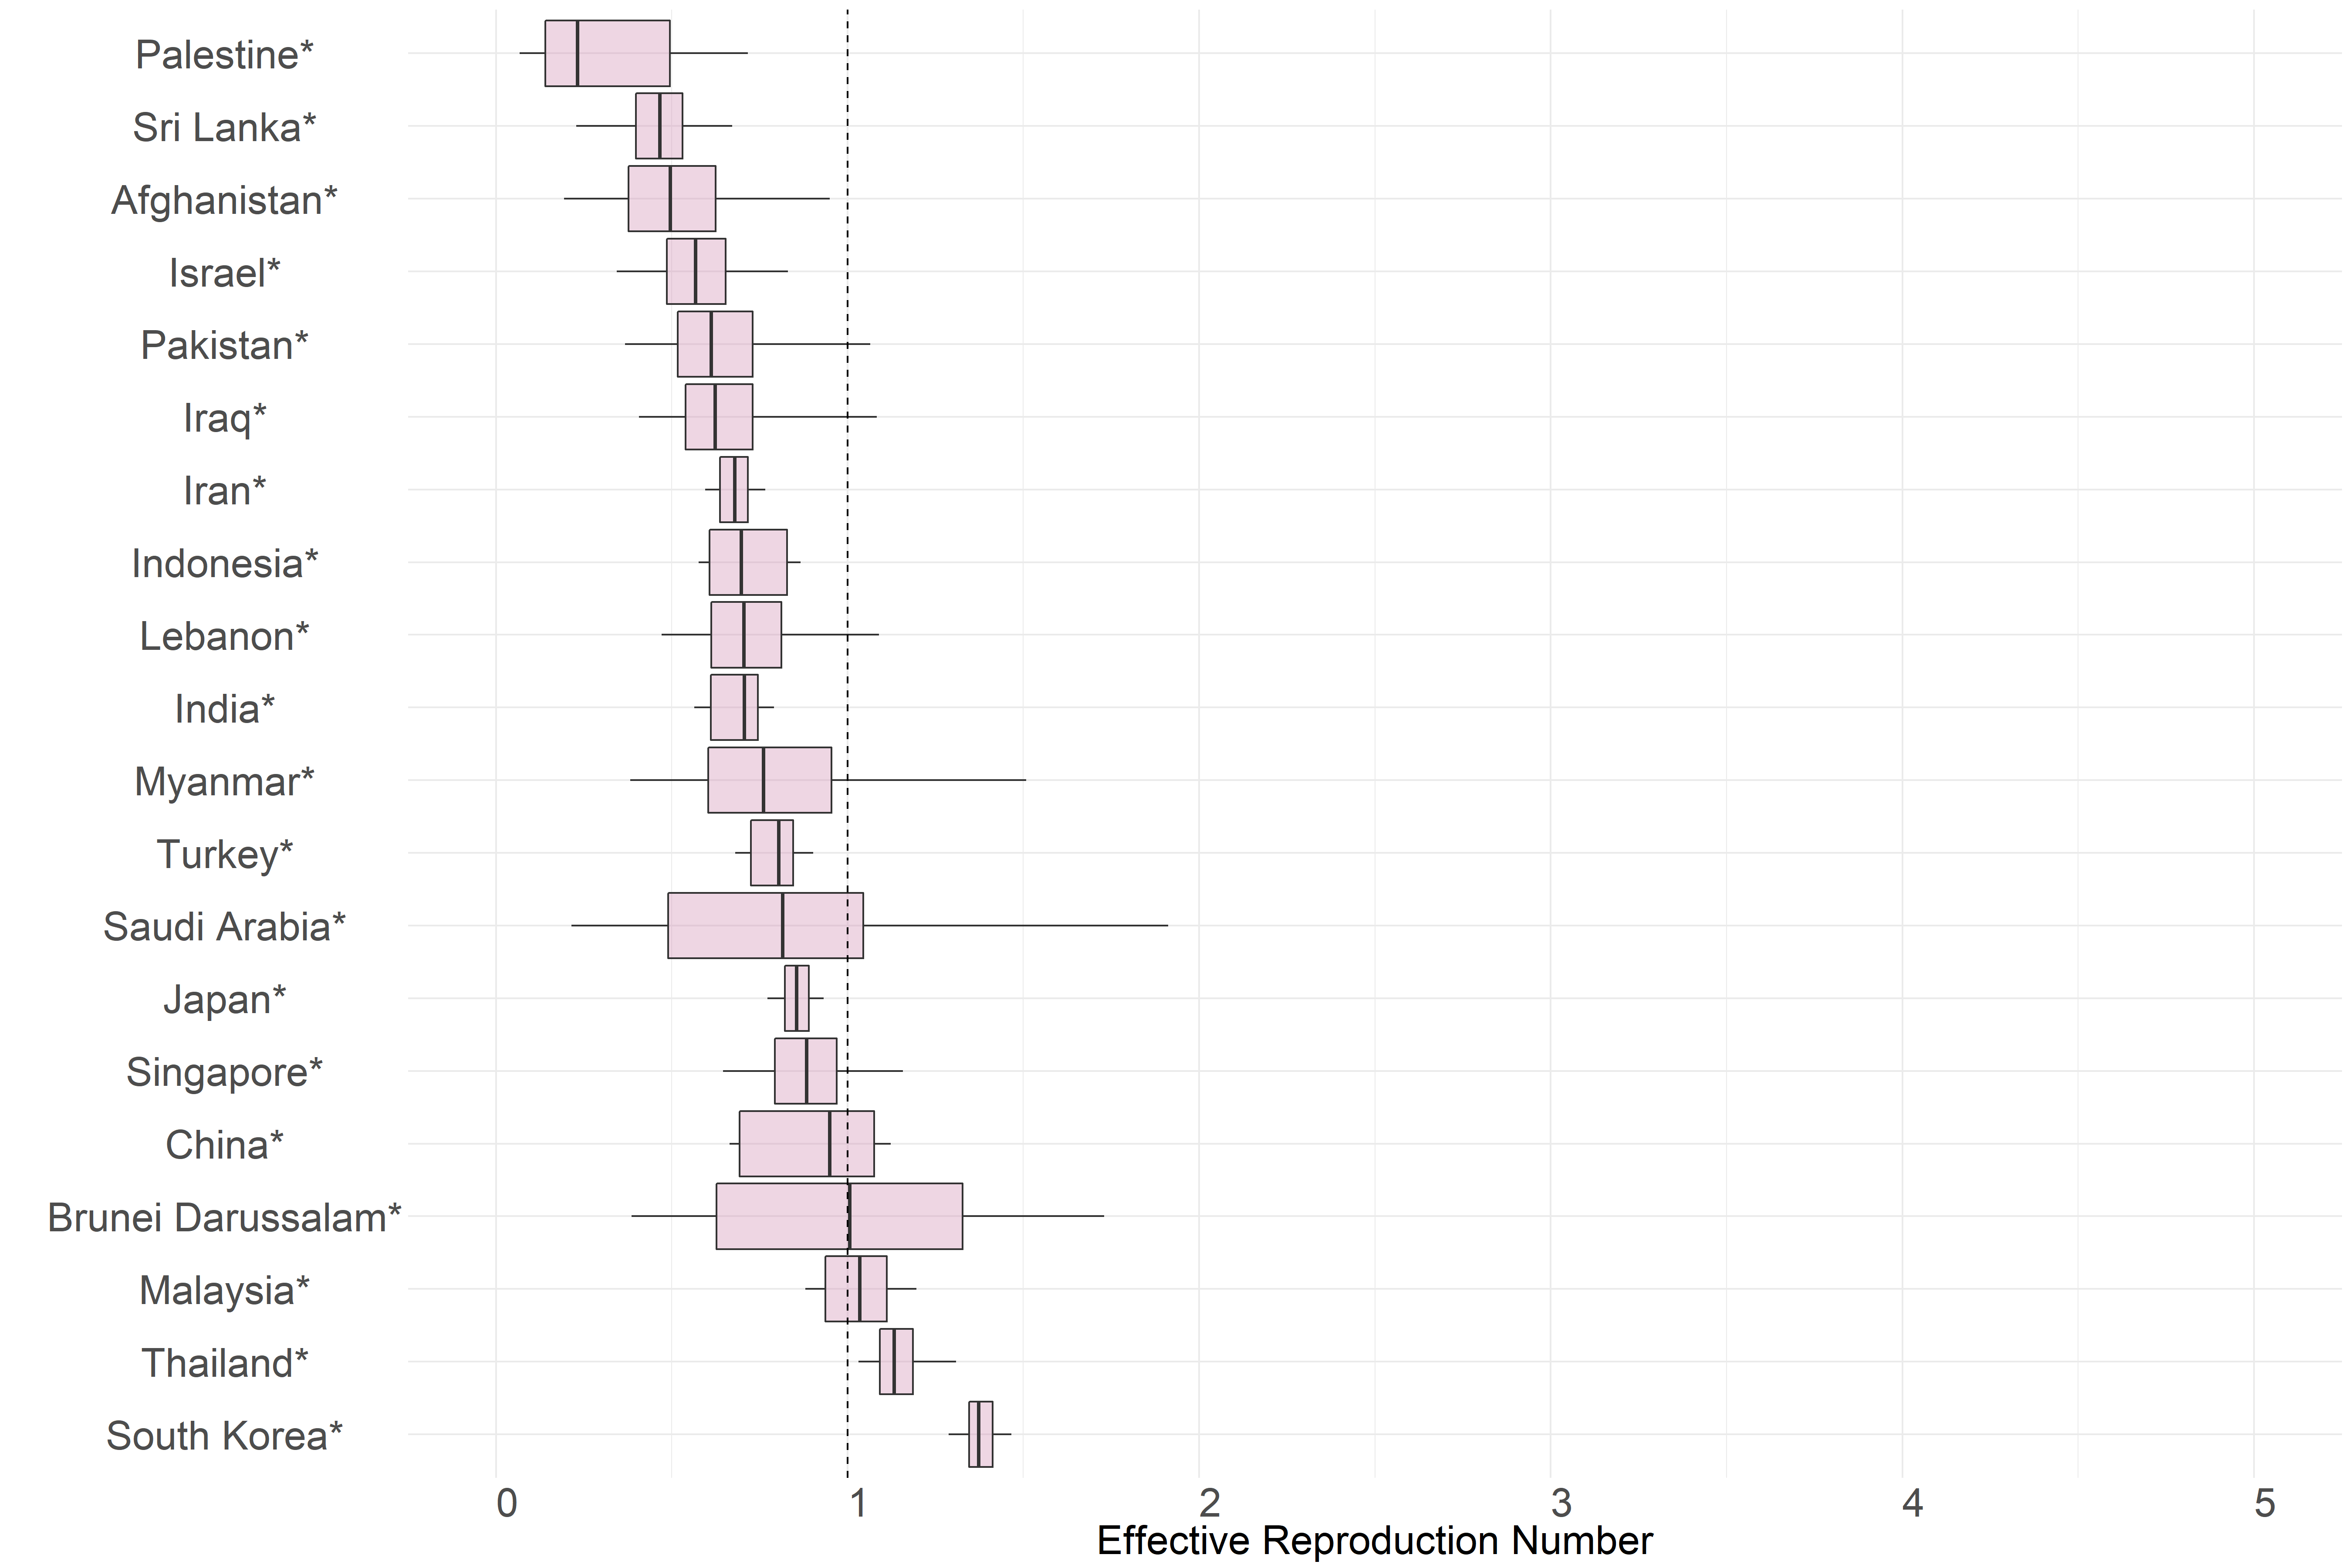 Palestine*
Sri Lanka*
Afghanistan*
Israel*
Pakistan*
Iraq*
Iran*
Indonesia*
Lebanon*
India*
Myanmar*
Turkey*
Saudi Arabia*
Japan*
Singapore*
China*
Brunei Darussalam*
Malaysia*
Thailand*
South Korea*
0 1 2 3 4 5
Effective Reproduction Number